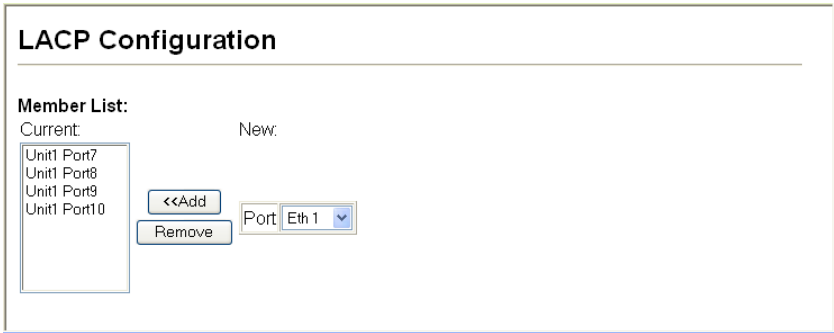 LACP Configuration
Member List:
Current:
New:
Unit1 Port7
Unit1 Port8
Unit1 Port9
Unit1 Port10
<<Add
Remove
Port Eth 1